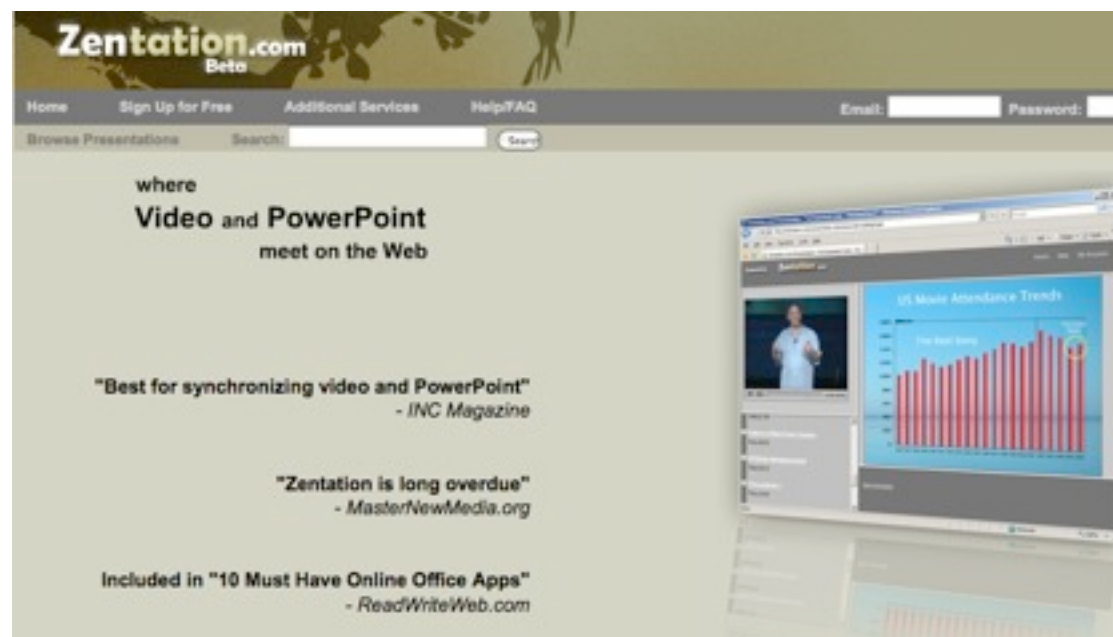 Zentation.com
Beta
Home Sign Up for Free Additional Services Help/FAQ Email: Password:
Browse Presentations Search: Search
where
Video and PowerPoint
meet on the Web
US Movie Attendance Trends
"Best for synchronizing video and PowerPoint"
- INC Magazine
"Zentation is long overdue"
- MasterNewMedia.org
Included in "10 Must Have Online Office Apps"
- ReadWriteWeb.com